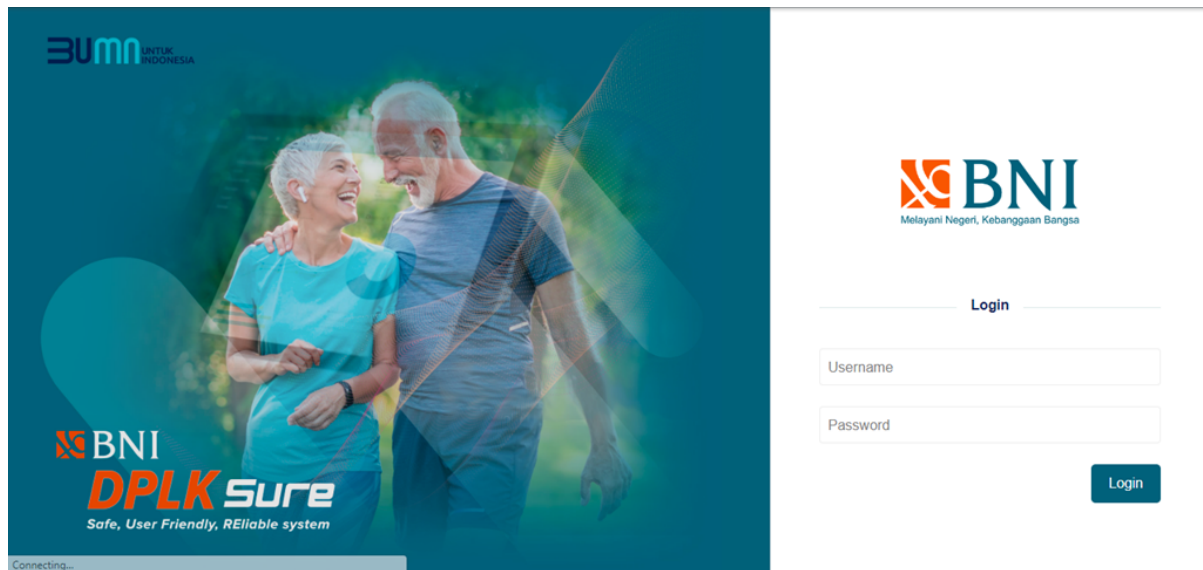 BUMN UNTUK
INDONESIA
BNI
DPLK Sure
Safe, User Friendly, REliable system
Connecting...
BNI
Melayani Negeri, Kebanggaan Bangsa
Login
Username
Password
Login